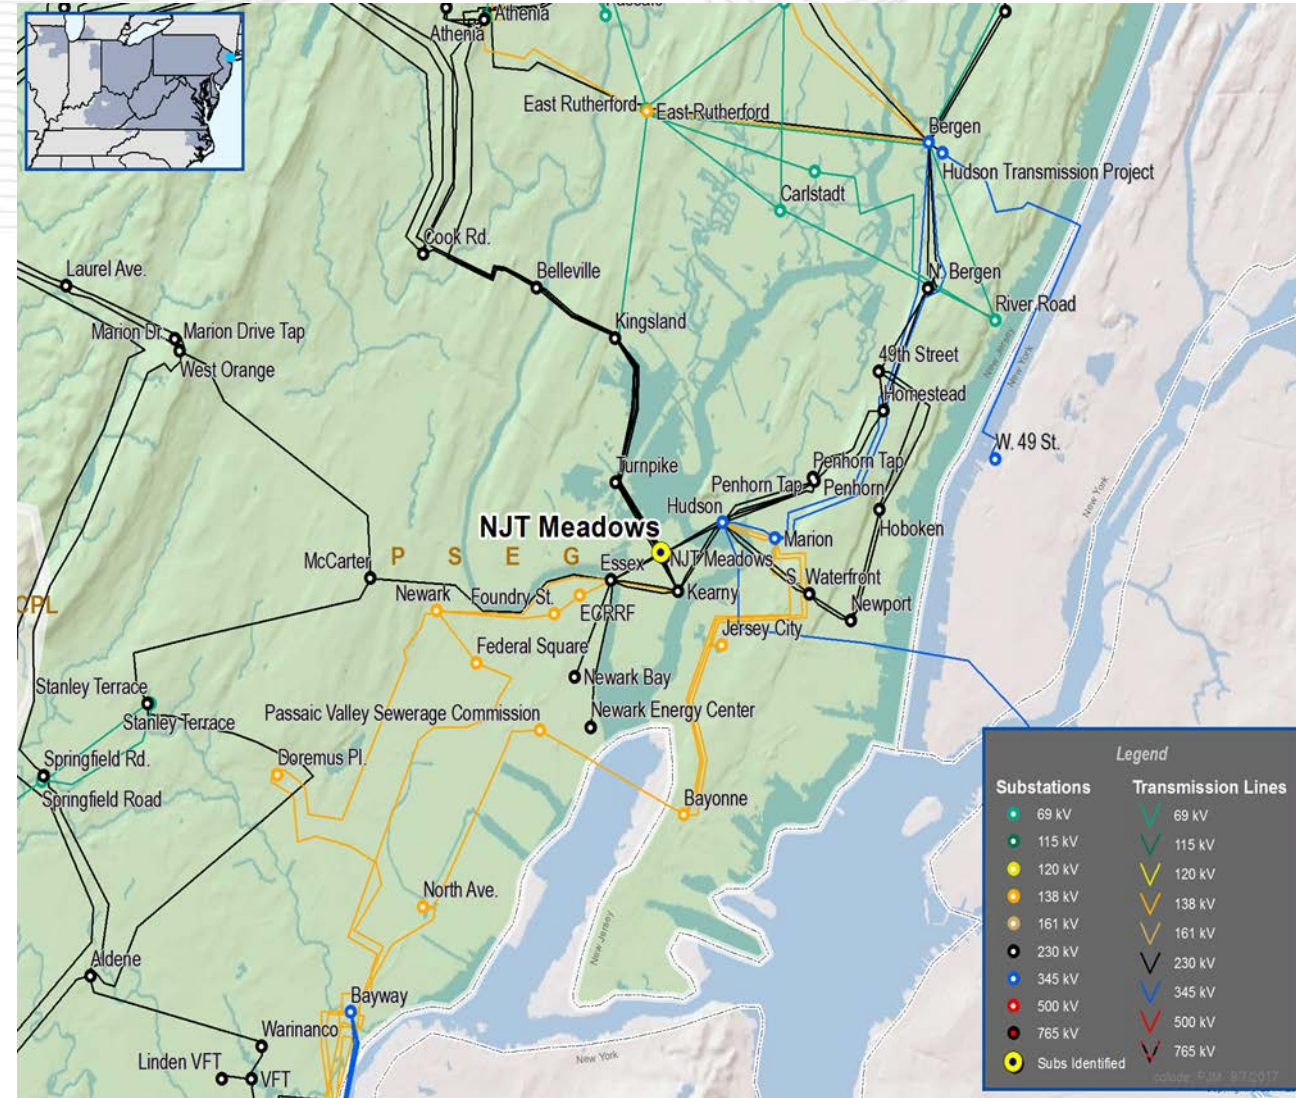 Athenia
Athenia
East Rutherford
East Rutherford
Bergen
Hudson Transmission Project
Carlstadt
Cook Rd.
Laurel Ave.
Belleville
N. Bergen
River Road
Kingsland
Marion Dr.
Marion Drive Tap
West Orange
New Jersey
New York
49th Street
Homestead
W. 49 St.
Turnpike
Penhorn Tap
Penhorn Tap
Penhorn
New York
Hudson
Hoboken
NJT Meadows
Marion
McCarter
P S E G
Essex
NJT Meadows
S. Waterfront
Newark
Foundry St.
Kearny
Newport
ECRRF
Jersey City
Federal Square
Newark Bay
Stanley Terrace
Stanley Terrace
Passaic Valley Sewerage Commission
Newark Energy Center
Doremus Pl.
Springfield Rd.
Springfield Road
Bayonne
North Ave.
New Jersey
Aldene
Bayway
Warinanco
Linden VFT
VFT
New York
Legend
Substations
69 kV
115 kV
120 kV
138 kV
161 kV
230 kV
345 kV
500 kV
765 kV
Subs Identified
Transmission Lines
69 kV
115 kV
120 kV
138 kV
161 kV
230 kV
345 kV
500 kV
765 kV